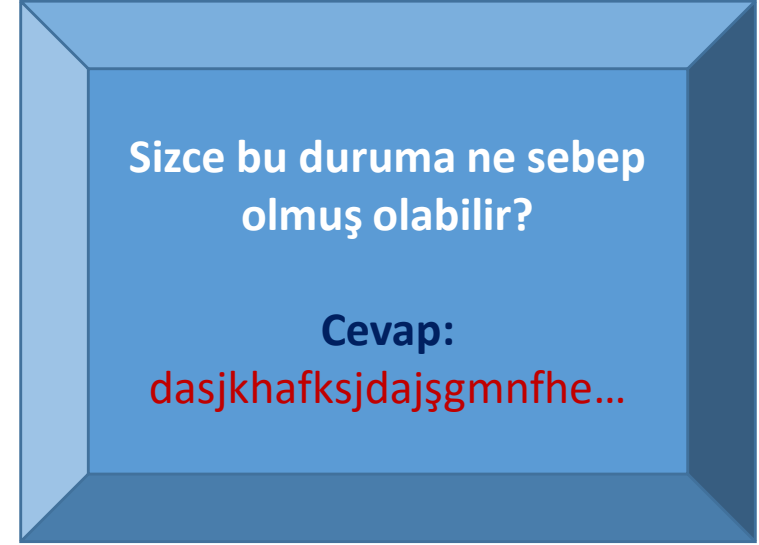 Sizce bu duruma ne sebep
olmuş olabilir?
Cevap:
dasjkhafksjdajşgmnfhe...